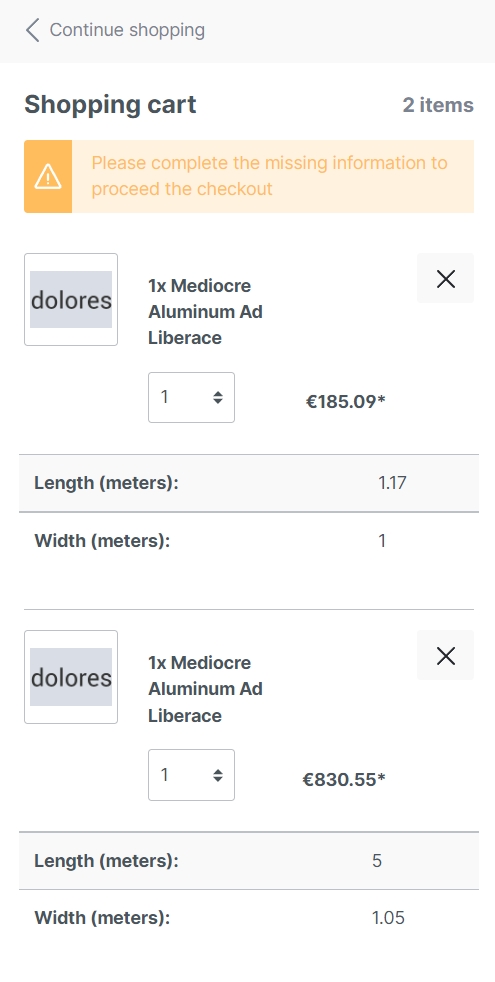 Continue shopping
Shopping cart 2 items
Please complete the missing information to
proceed the checkout
dolores
1x Mediocre
Aluminum Ad
Liberace
1 €185.09*
Length (meters): 1.17
Width (meters): 1
dolores
1x Mediocre
Aluminum Ad
Liberace
1 €830.55*
Length (meters): 5
Width (meters): 1.05